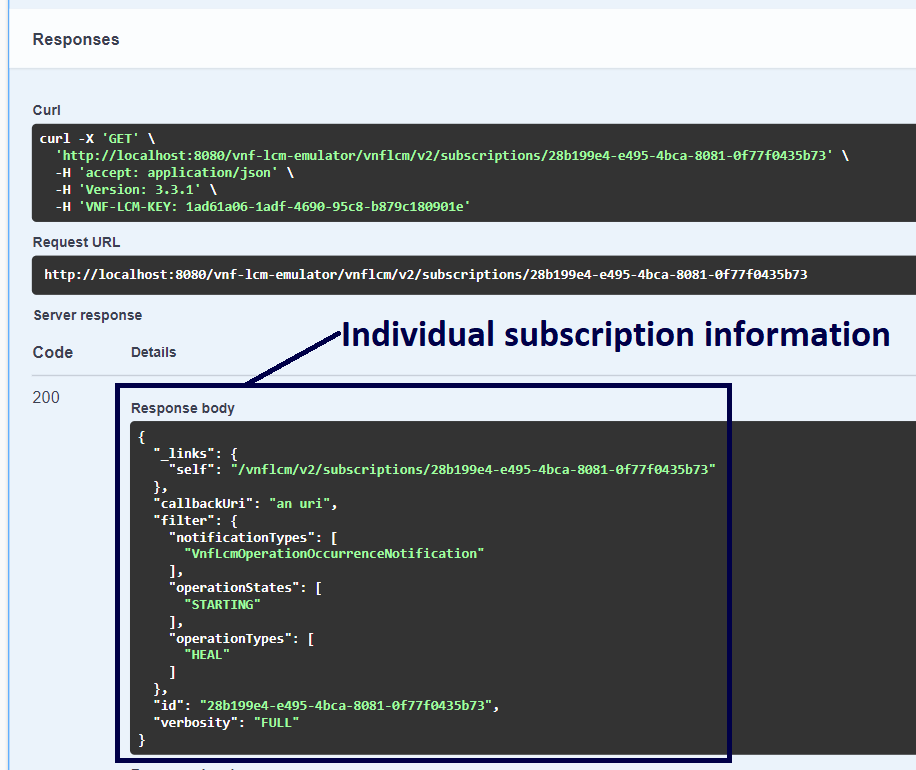 Responses
Curl
curl -X 'GET' \
'http://localhost:8080/vnf-lcm-emulator/vnflcm/v2/subscriptions/28b199e4-e495-4bca-8081-0f77f0435b73' \
-H 'accept: application/json' \
-H 'Version: 3.3.1' \
-H 'VNF-LCM-KEY: 1ad61a06-1adf-4690-95c8-b879c180901e'
Request URL
http://localhost:8080/vnf-lcm-emulator/vnflcm/v2/subscriptions/28b199e4-e495-4bca-8081-0f77f0435b73
Server response
Individual subscription information
Code Details
200
Response body
{
"_links": {
"self": "/vnflcm/v2/subscriptions/28b199e4-e495-4bca-8081-0f77f0435b73"
},
"callbackUri": "an uri",
"filter": {
"notificationTypes": [
"VnfLcmOperationOccurrenceNotification"
],
"operationStates": [
"STARTING"
],
"operationTypes": [
"HEAL"
]
},
"id": "28b199e4-e495-4bca-8081-0f77f0435b73",
"verbosity": "FULL"
}